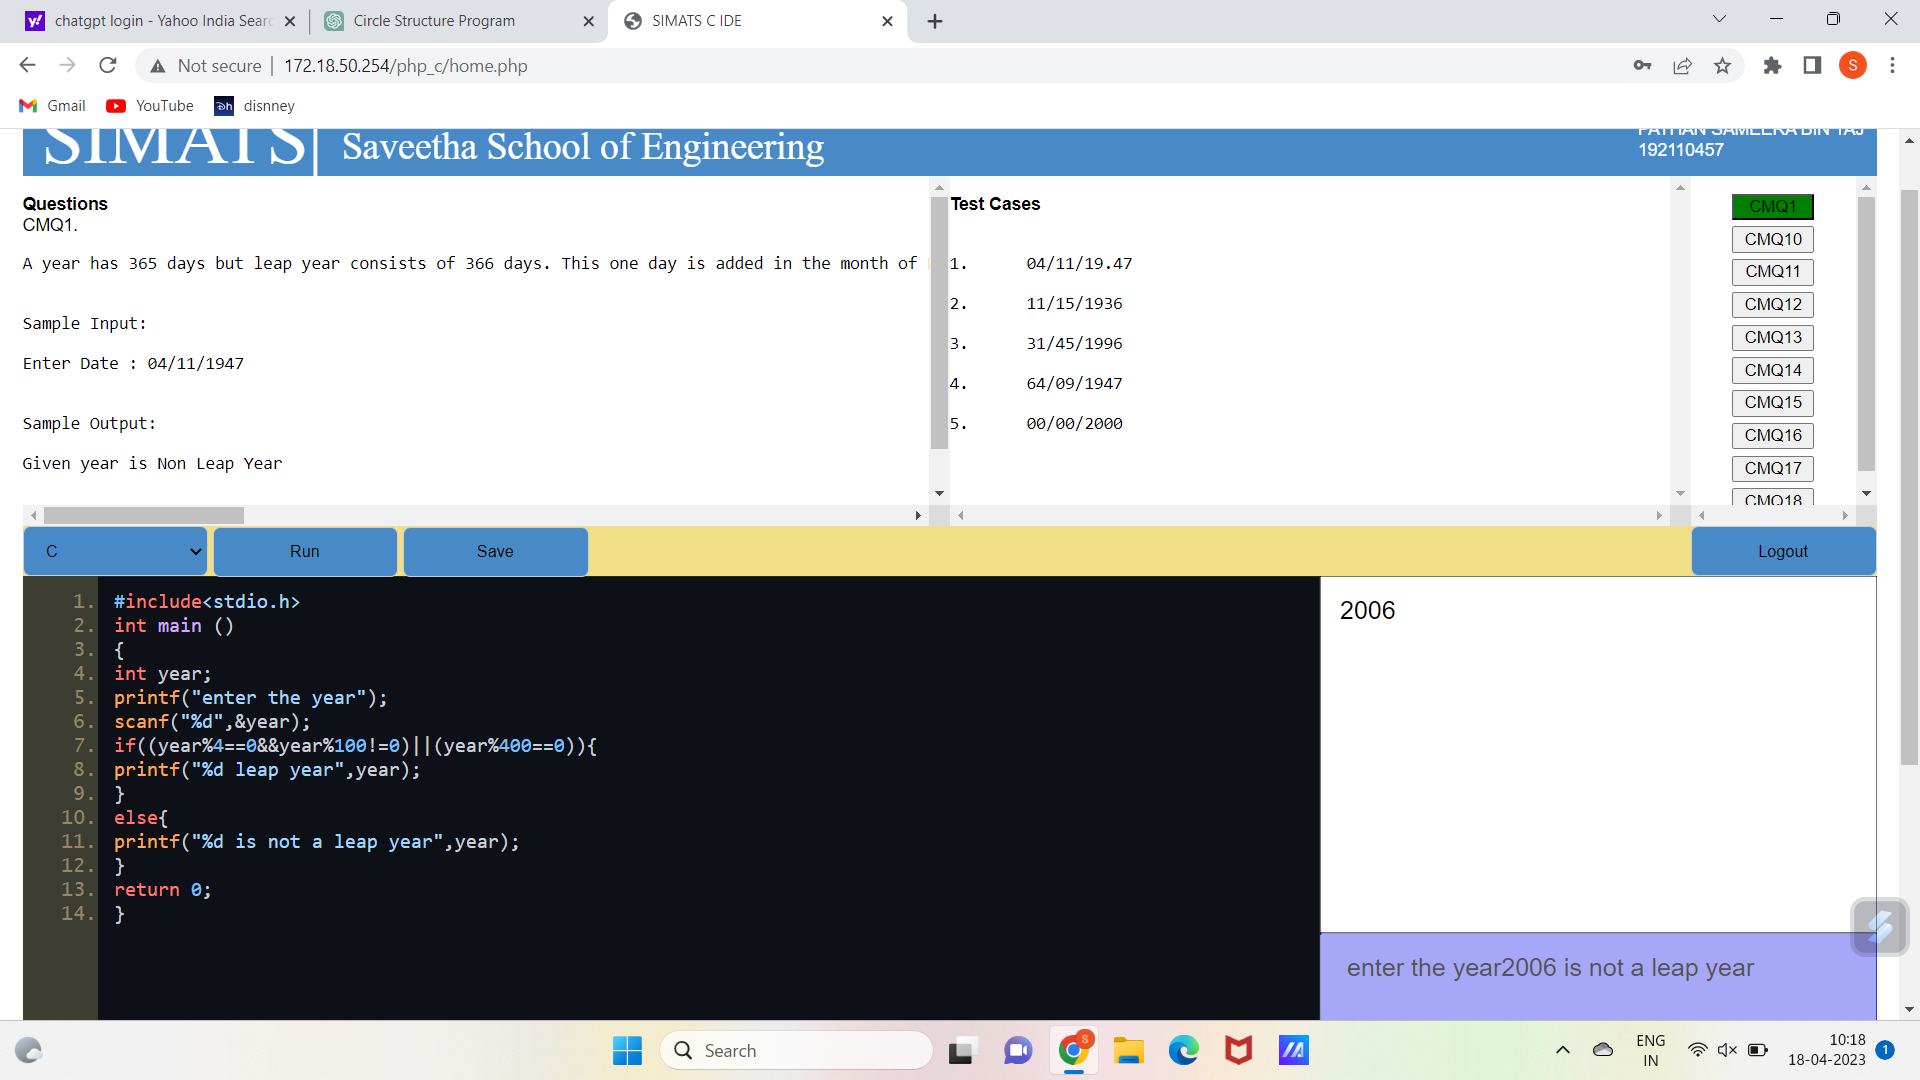 chatgpt login - Yahoo India Sear
Circle Structure Program
SIMATS C IDE
Not secure
172.18.50.254/php_c/home.php
S
Gmail
YouTube
disnney
SIMATS
Saveetha School of Engineering
PATHAN SAMEERA BIN TAJ
192110457
Questions
CMQ1.
A year has 365 days but leap year consists of 366 days. This one day is added in the month of
Sample Input:
Enter Date : 04/11/1947
Sample Output:
Given year is Non Leap Year
Test Cases
1. 04/11/19.47
2. 11/15/1936
3. 31/45/1996
4. 64/09/1947
5. 00/00/2000
CMQ1
CMQ10
CMQ11
CMQ12
CMQ13
CMQ14
CMQ15
CMQ16
CMQ17
CMQ18
C
Run
Save
Logout
1. #include<stdio.h>
2. int main ()
3. {
4. int year;
5. printf("enter the year");
6. scanf("%d",&year);
7. if((year%4==0&&year%100!=0)||(year%400==0)){
8. printf("%d leap year",year);
9. }
10. else{
11. printf("%d is not a leap year",year);
12. }
13. return 0;
14. }
2006
enter the year2006 is not a leap year
Search
S
ENG
IN
10:18
18-04-2023
1